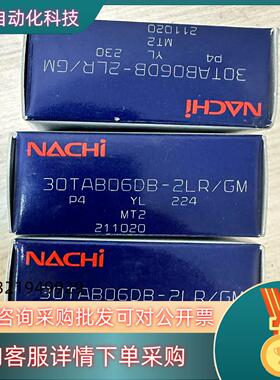 自动化科技
211020
MT2
P4 YL 230
30TAB06DB-2LR/GM
NACHi
NACHi
30TAB06DB-2LR/GM
P4 YL 224
MT2
211020
NACHi
30TAB06DB-2LR/GM
咨询采购批发可对公开票
问客服详情下单采购